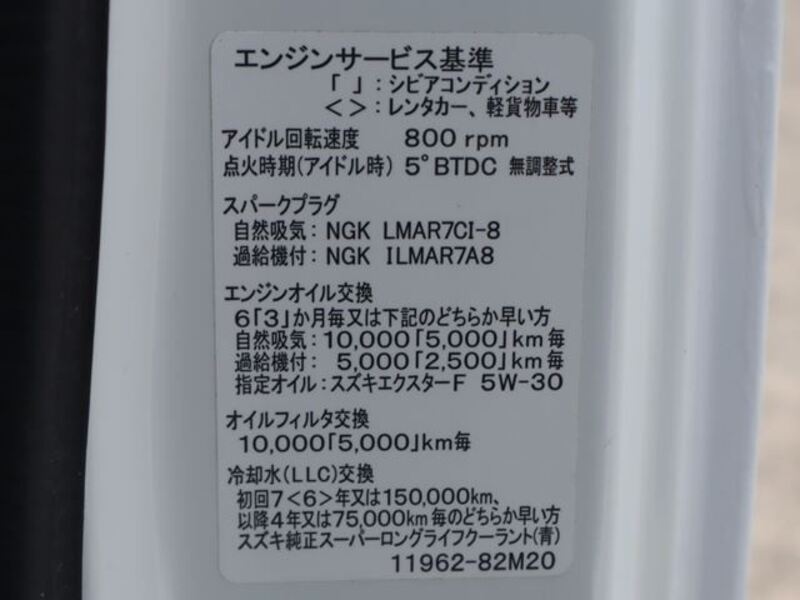 エンジンサービス基準
「 」：シビアコンディション
＜＞：レンタカー、軽貨物車等
アイドル回転速度 800 rpm
点火時期(アイドル時) 5°BTDC 無調整式
スパークプラグ
自然吸気：NGK LMAR7CI-8
過給機付：NGK ILMAR7A8
エンジンオイル交換
6「3」か月毎又は下記のどちらか早い方
自然吸気：10,000「5,000」km毎
過給機付： 5,000「2,500」km毎
指定オイル：スズキエクスターF 5W-30
オイルフィルタ交換
10,000「5,000」km毎
冷却水(LLC)交換
初回7＜6＞年又は150,000km、
以降4年又は75,000km毎のどちらか早い方
スズキ純正スーパーロングライフクーラント(青)
11962-82M20